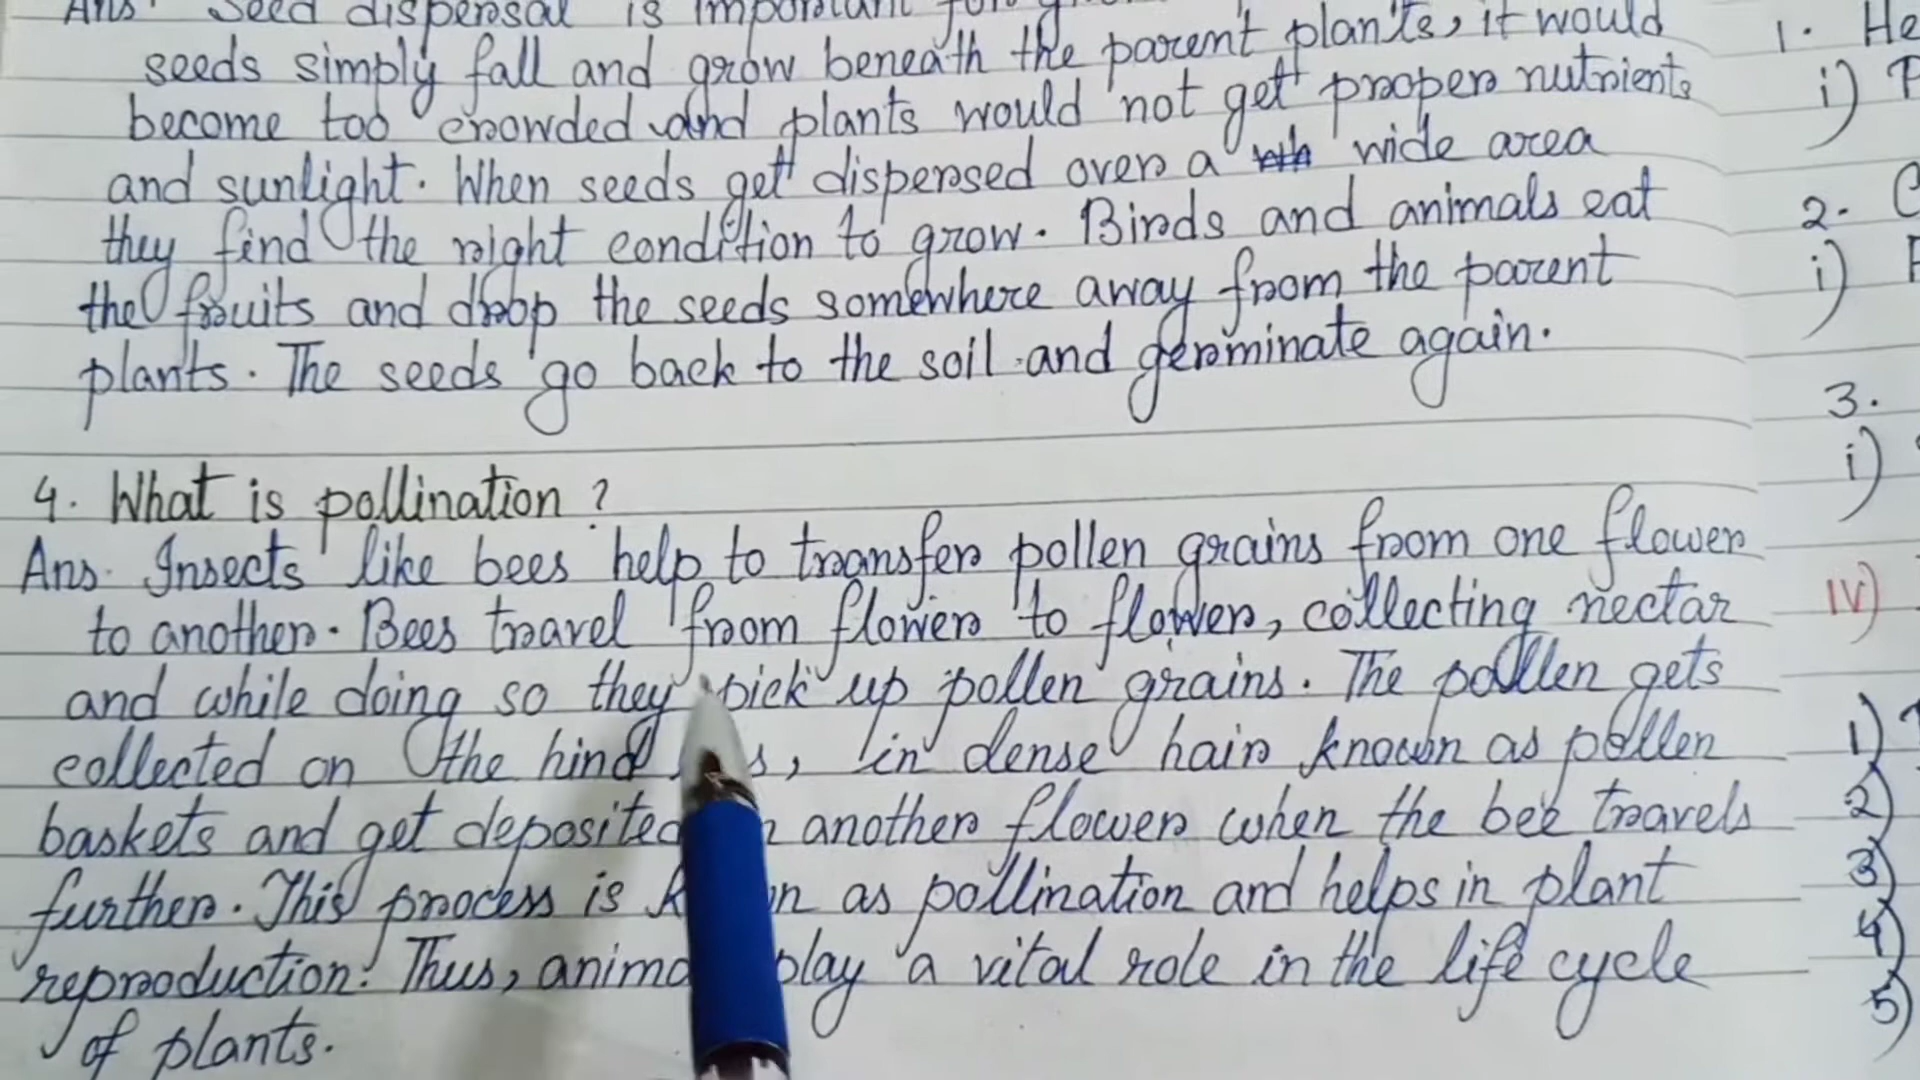 Ans. Seed dispersal is important for
seeds simply fall and grow beneath the parent plants, it would
become too crowded and plants would not get proper nutrients
and sunlight. When seeds get dispersed over a wide area
they find the right condition to grow. Birds and animals eat
the fruits and drop the seeds somewhere away from the parent
plants. The seeds go back to the soil and germinate again.
4. What is pollination ?
Ans. Insects like bees help to transfer pollen grains from one flower
to another. Bees travel from flower to flower, collecting nectar
and while doing so they pick up pollen grains. The pollen gets
collected on the hind s, in dense hair known as pollen
baskets and get deposited another flower when the bee travels
further. This process is as pollination and helps in plant
reproduction. Thus, play a vital role in the life cycle
of plants.
1. He
i) P
2. C
i)
3.
i)
IV)
1)
2)
3)
4)
5)